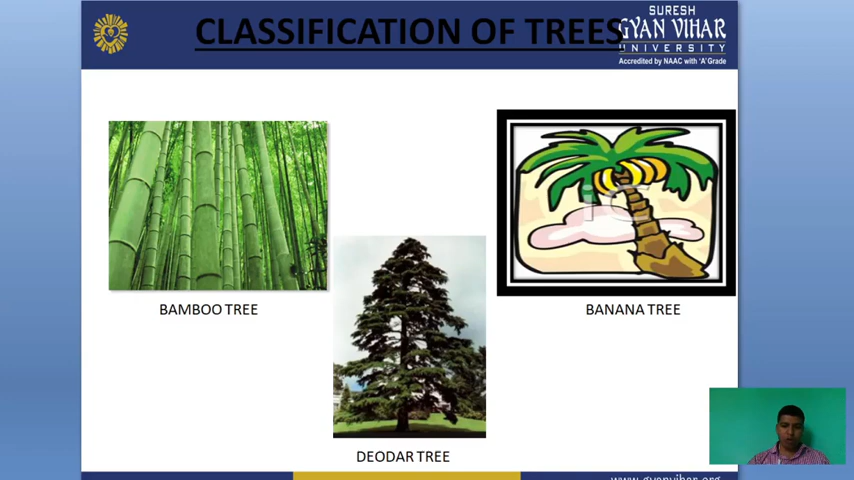 CLASSIFICATION OF TREES
SURESH
GYAN VIHAR
UNIVERSITY
Accredited by NAAC with 'A' Grade
BAMBOO TREE
BANANA TREE
DEODAR TREE
www.gyanvihar.org